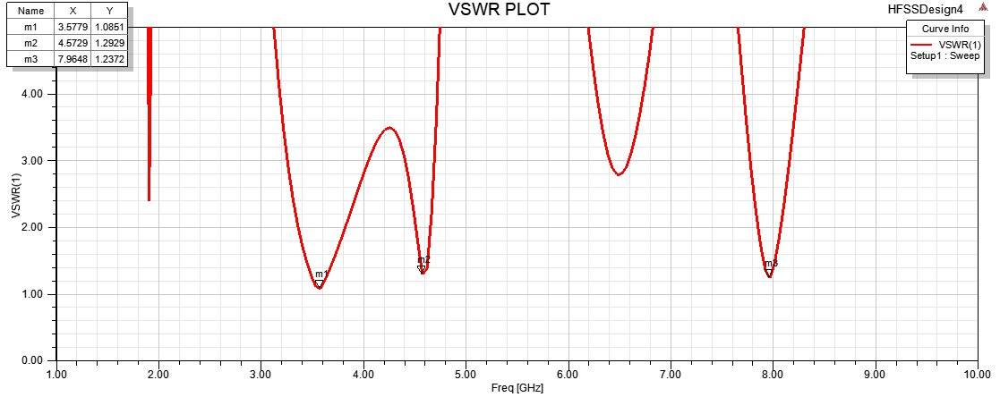 VSWR PLOT
HFSSDesign4
Name X Y
m1 3.5779 1.0851
m2 4.5729 1.2929
m3 7.9648 1.2372
Curve Info
VSWR(1)
Setup1 : Sweep
4.00
3.00
2.00
1.00
0.00
VSWR(1)
m1
m2
m3
1.00 2.00 3.00 4.00 5.00 6.00 7.00 8.00 9.00 10.00
Freq [GHz]